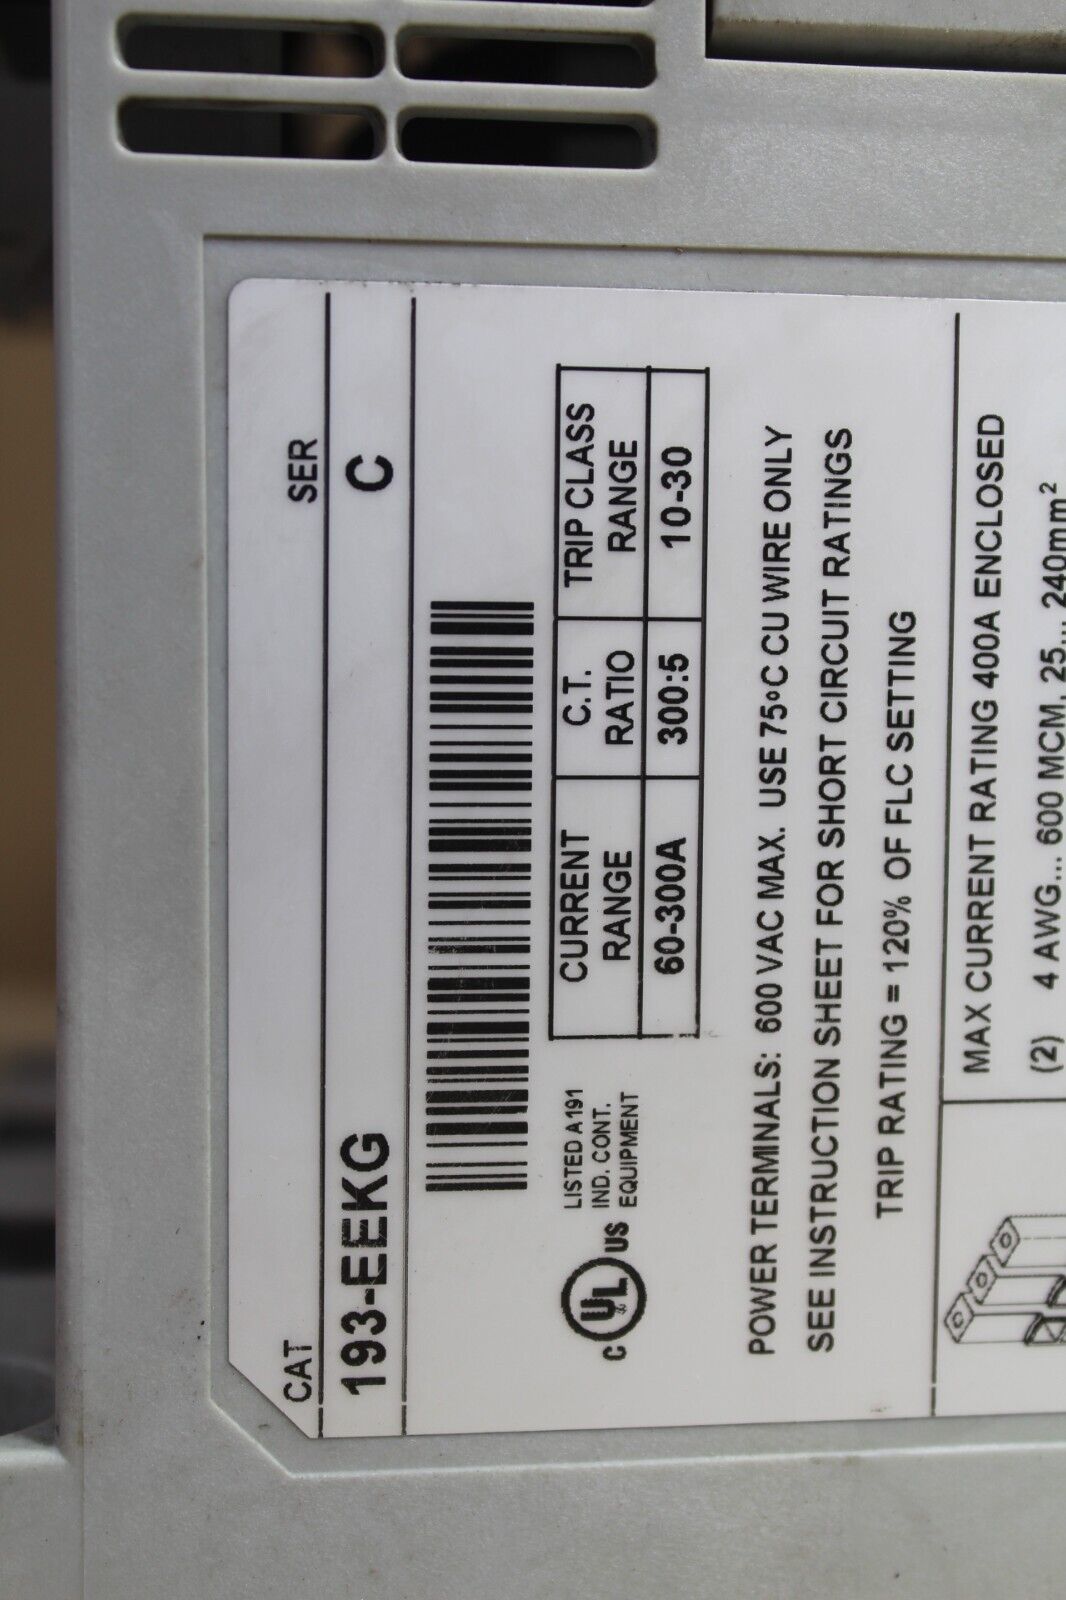 CAT SER
193-EEKG C
C UL US
LISTED A191
IND. CONT.
EQUIPMENT
CURRENT RANGE C.T. RATIO TRIP CLASS RANGE
60-300A 300:5 10-30
POWER TERMINALS: 600 VAC MAX. USE 75°C CU WIRE ONLY
SEE INSTRUCTION SHEET FOR SHORT CIRCUIT RATINGS
TRIP RATING = 120% OF FLC SETTING
MAX CURRENT RATING 400A ENCLOSED
(2) 4 AWG... 600 MCM, 25... 240mm²